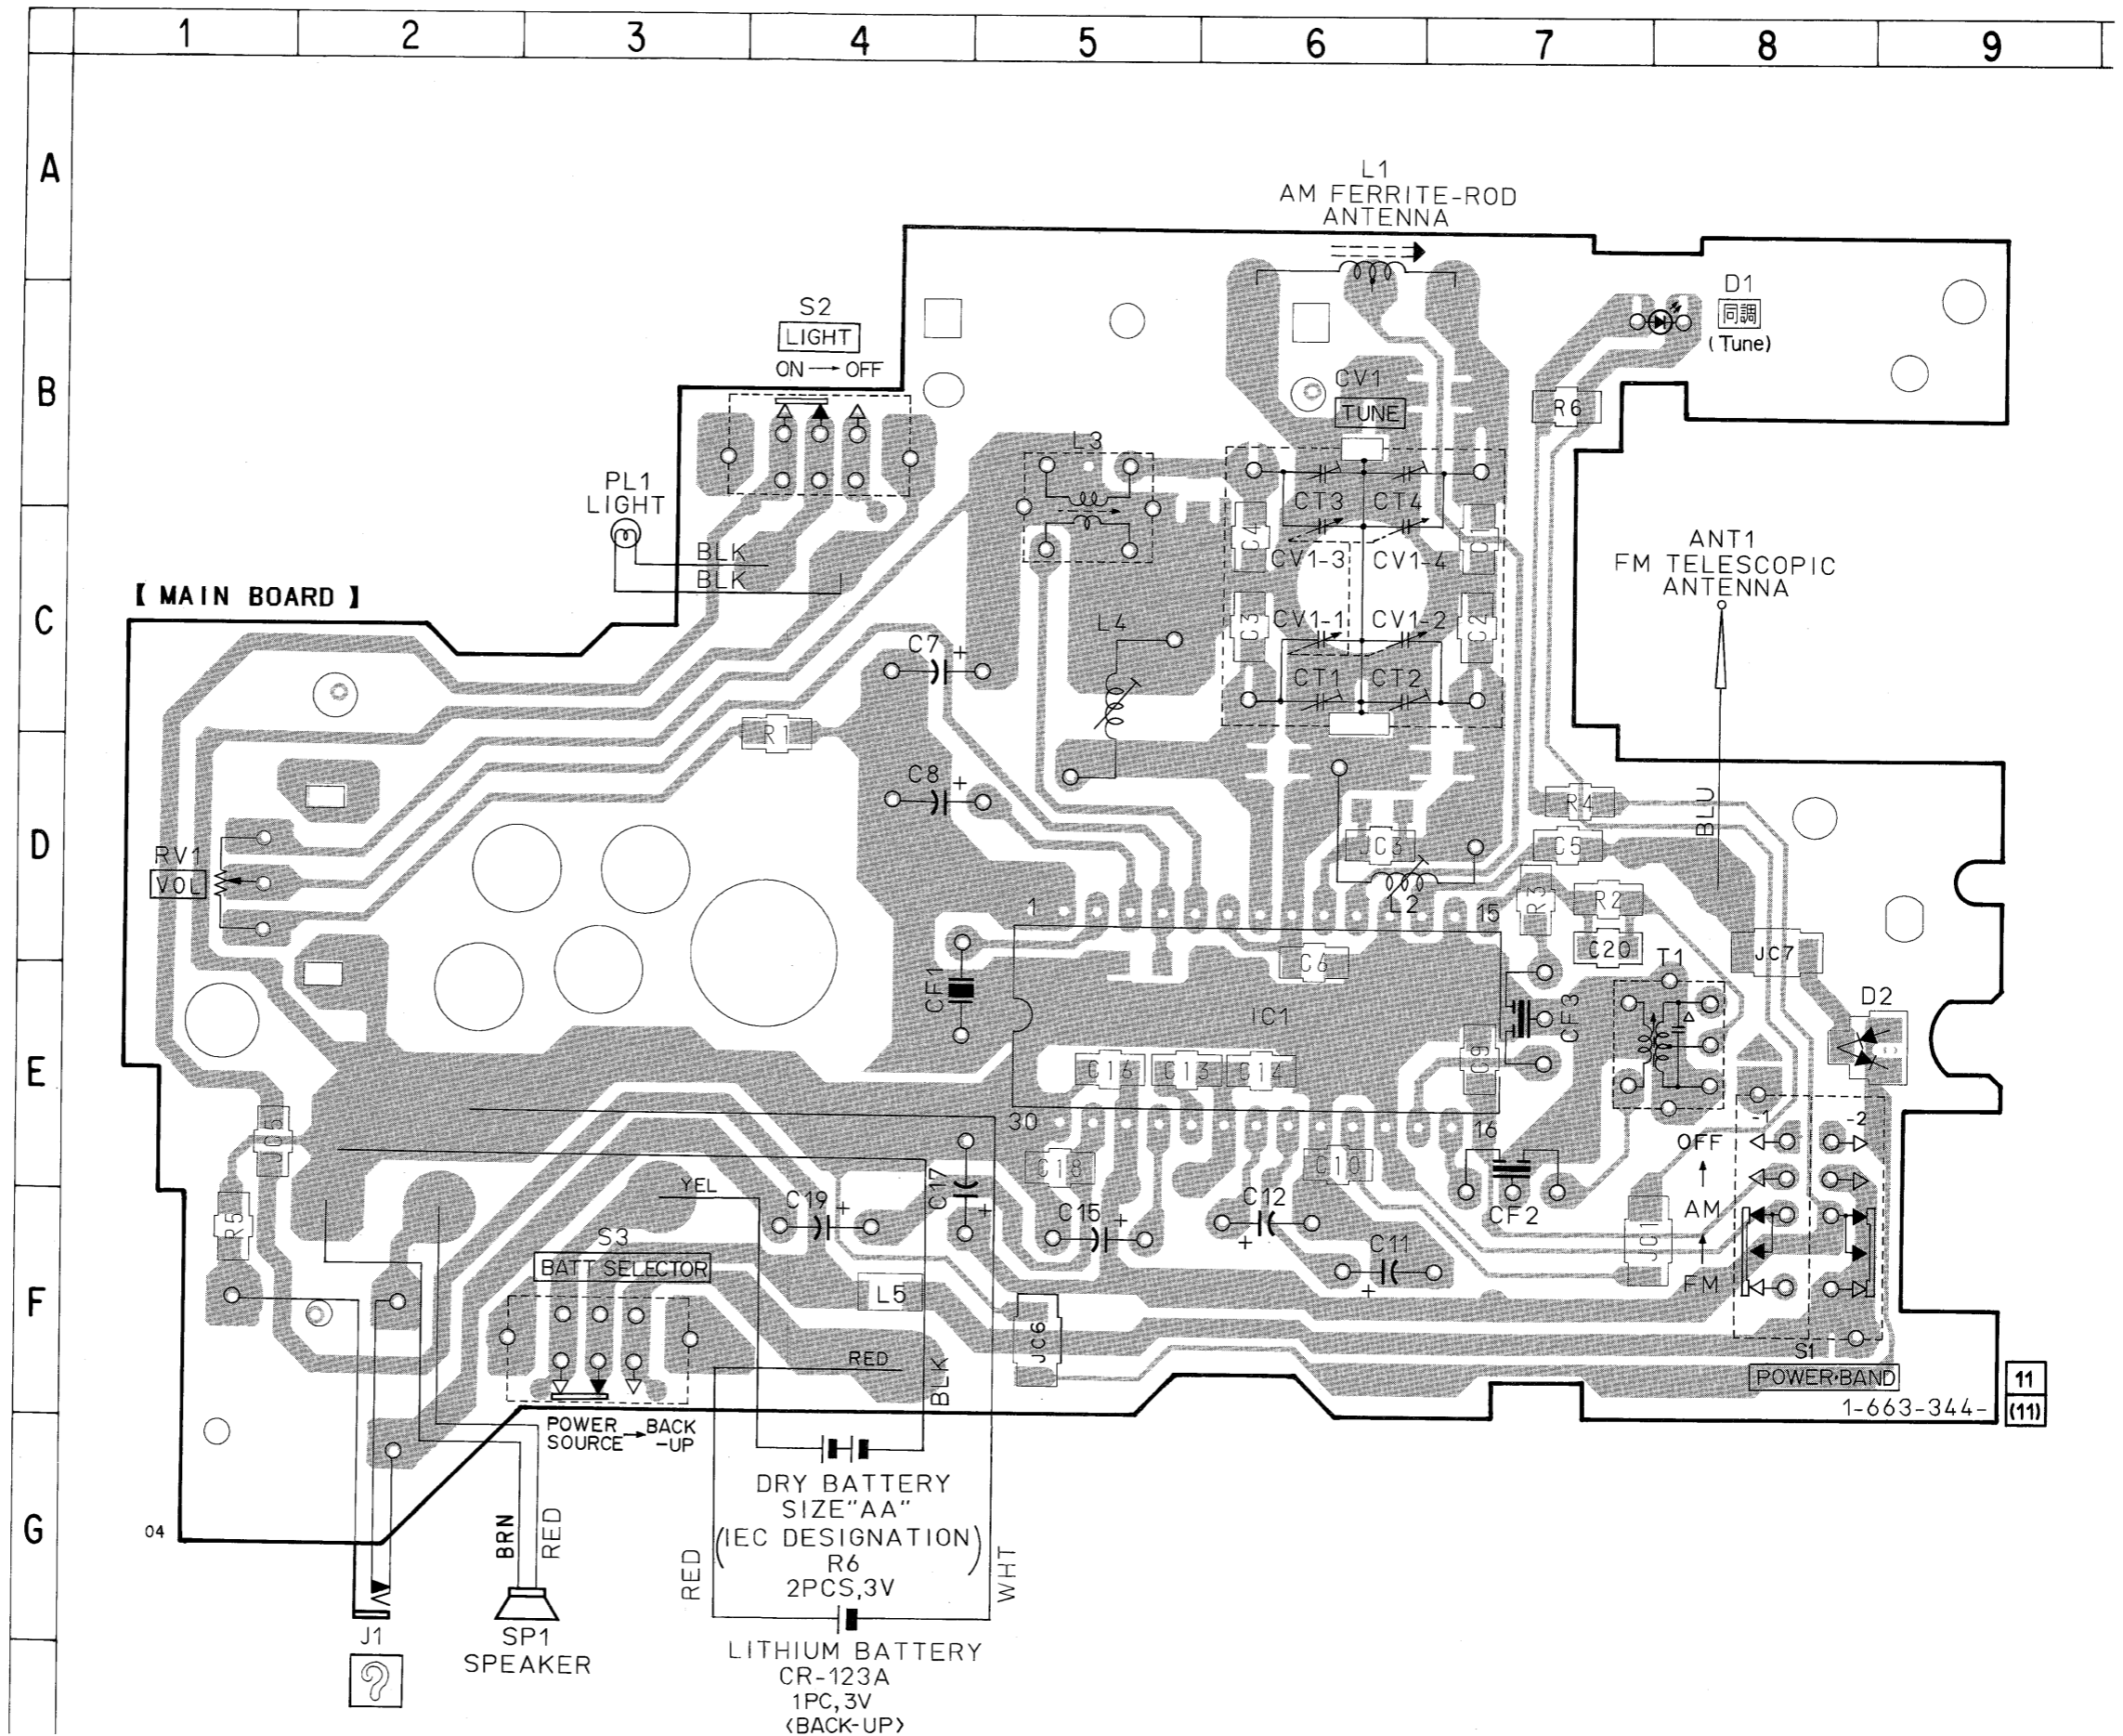 1 2 3 4 5 6 7 8 9
A
L1
AM FERRITE-ROD
ANTENNA
B
S2
LIGHT
ON → OFF
D1
同調
(Tune)
CV1
TUNE
R6
L3
PL1
LIGHT
BLK
BLK
CT3 CT4
C4 C1
CV1-3 CV1-4
ANT1
FM TELESCOPIC
ANTENNA
【 MAIN BOARD 】
C
L4
C3 CV1-1 CV1-2 C2
C7 +
CT1 CT2
R1
C8 +
R4
BLU
D
RV1
VOL
JC3
C5
R3
R2
L2
1 15
C20
JC7
C6
T1
CF1
IC1
CF3
D2
E
C9
C16 C13 C14
30 16
JC5
-1 -2
OFF
C18
C10
YEL
C19 +
C17
+
C15 +
C12
+
CF2
AM
R5
S3
BATT SELECTOR
C11
+
JC1
FM
F
L5
JC6
RED
BLK
S1
POWER·BAND
11
(11)
1-663-344-
POWER SOURCE → BACK-UP
DRY BATTERY
SIZE"AA"
(IEC DESIGNATION)
R6
2PCS,3V
G
04
BRN
RED
RED
WHT
J1
SP1
SPEAKER
LITHIUM BATTERY
CR-123A
1PC,3V
<BACK-UP>